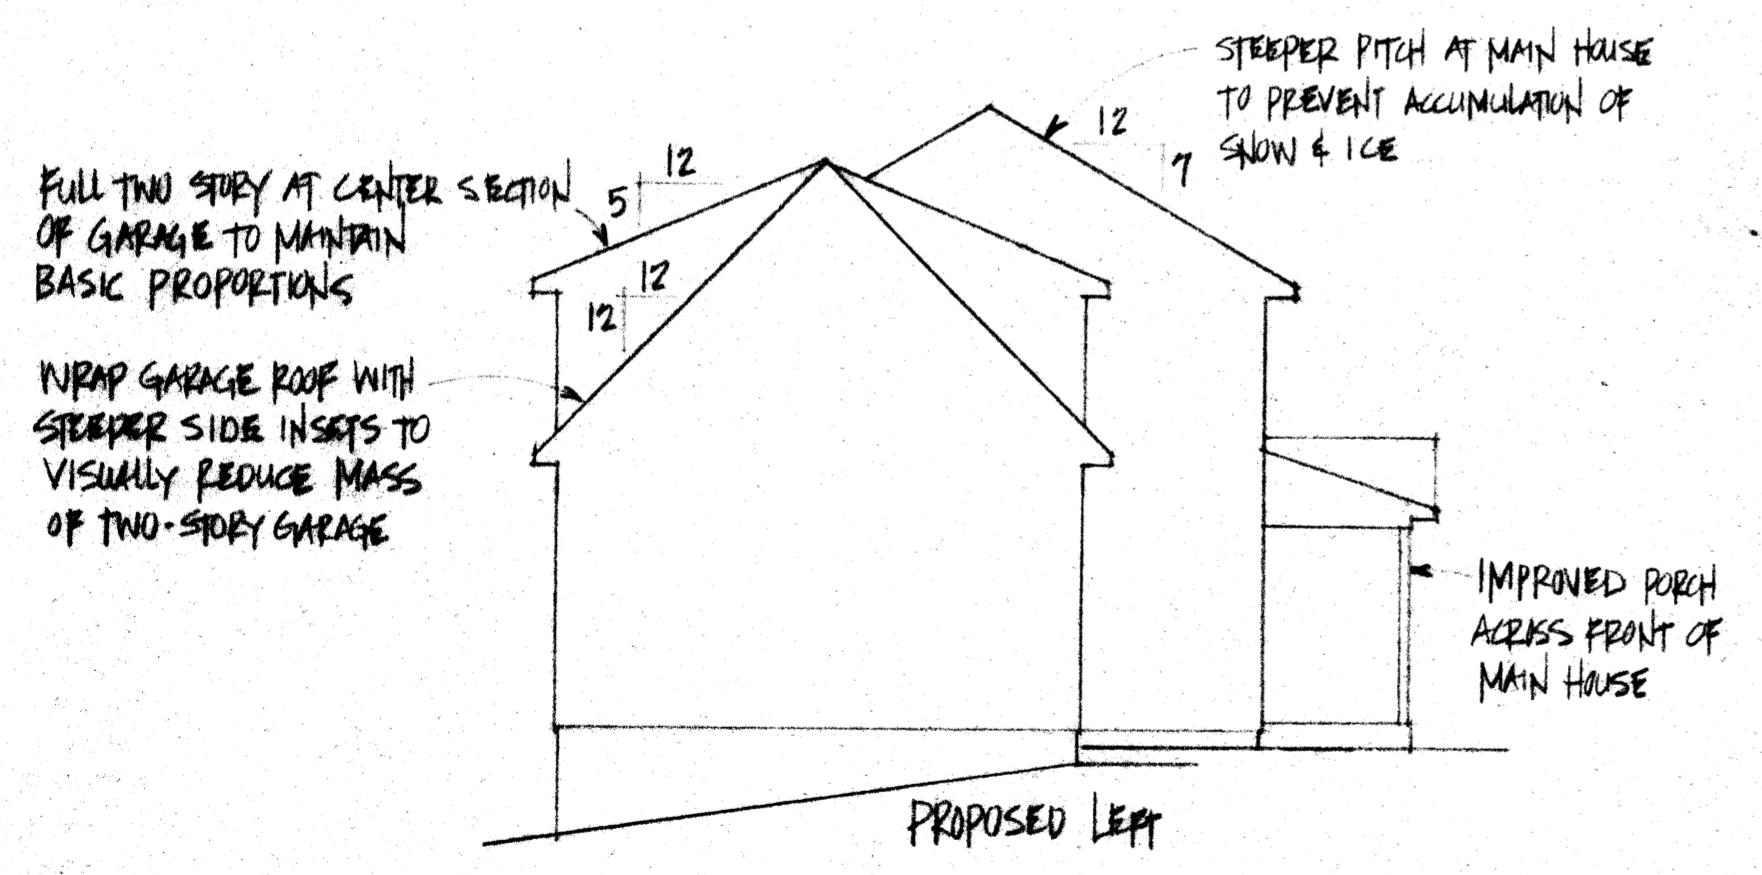 STEEPER PITCH AT MAIN HOUSE
TO PREVENT ACCUMULATION OF
SNOW & ICE
12
7
FULL TWO STORY AT CENTER SECTION
OF GARAGE TO MAINTAIN
BASIC PROPORTIONS
12
5
12
12
WRAP GARAGE ROOF WITH
STEEPER SIDE INSETS TO
VISUALLY REDUCE MASS
OF TWO-STORY GARAGE
IMPROVED PORCH
ACROSS FRONT OF
MAIN HOUSE
PROPOSED LEFT